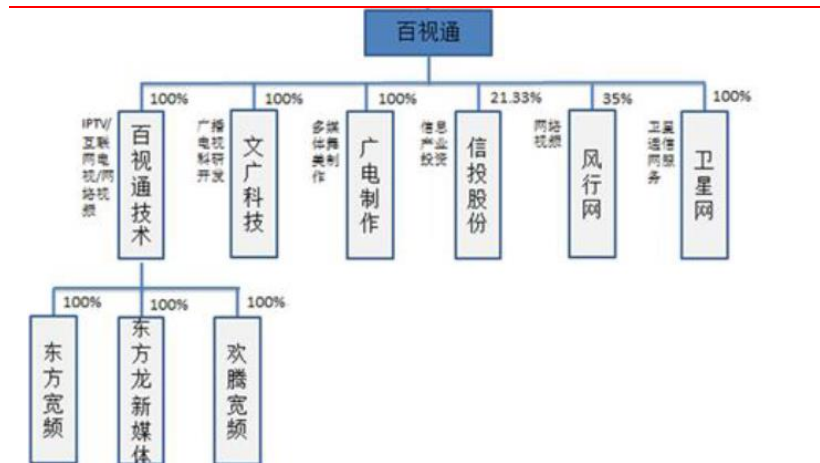 百视通
100%
100%
100%
21.33%
35%
100%
IPTV/
互联
网电
视/网
络视
频
百视通技术
广播
电视
科研
开发
文广科技
多媒
体舞
美制
作
广电制作
信息
产业
投资
信投股份
网络
视频
风行网
卫星
通信
网服
务
卫星网
100%
100%
100%
东方宽频
东方龙新媒体
欢腾宽频